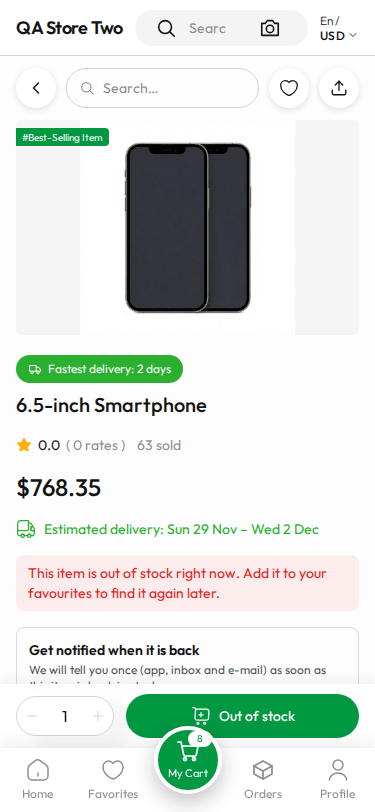 QA Store Two
Searc
En /
USD
Search...
#Best-Selling Item
Fastest delivery: 2 days
6.5-inch Smartphone
0.0 ( 0 rates ) 63 sold
$768.35
Estimated delivery: Sun 29 Nov – Wed 2 Dec
This item is out of stock right now. Add it to your
favourites to find it again later.
Get notified when it is back
We will tell you once (app, inbox and e-mail) as soon as
1
Out of stock
8
My Cart
Home
Favorites
Orders
Profile